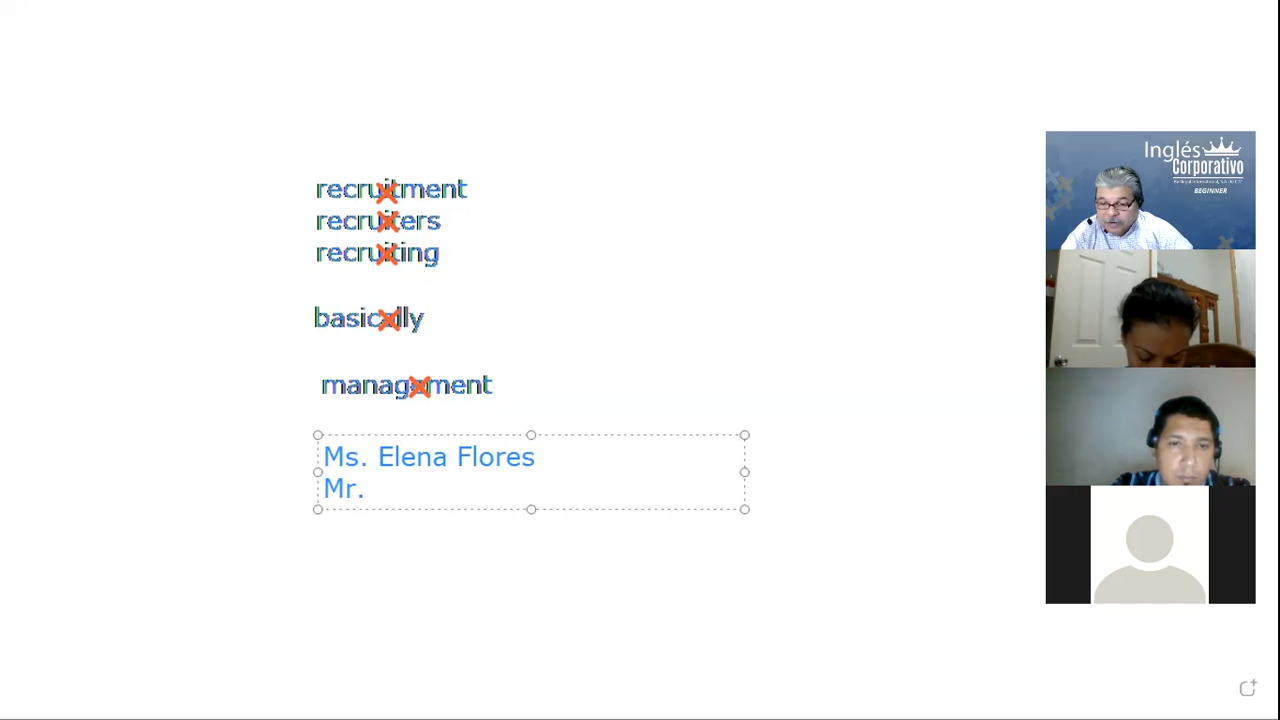 recruitment
recruiters
recruiting
basically
management
Ms. Elena Flores
Mr.
Inglés
Corporativo
BEGINNER